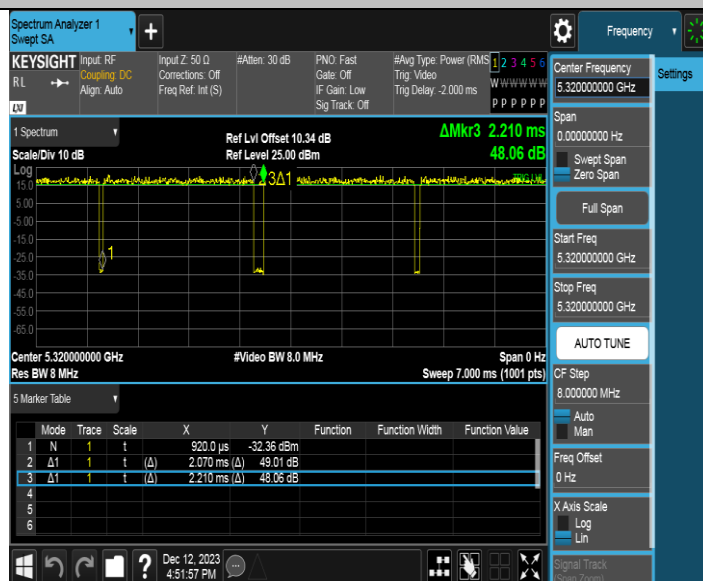 Spectrum Analyzer 1
Swept SA
+
Frequency
KEYSIGHT
RL
LXI
Input: RF
Coupling: DC
Align: Auto
Input Z: 50 Ω
Corrections: Off
Freq Ref: Int (S)
#Atten: 30 dB
PNO: Fast
Gate: Off
IF Gain: Low
Sig Track: Off
#Avg Type: Power (RMS
Trig: Video
Trig Delay: -2.000 ms
1 2 3 4 5 6
W W W W W W
P P P P P P
1 Spectrum
Scale/Div 10 dB
Ref Lvl Offset 10.34 dB
Ref Level 25.00 dBm
ΔMkr3 2.210 ms
48.06 dB
Log
15.0
5.00
-5.00
-15.0
-25.0
-35.0
-45.0
-55.0
-65.0
3Δ1
TRIG LVL
1
Center 5.320000000 GHz
Res BW 8 MHz
#Video BW 8.0 MHz
Span 0 Hz
Sweep 7.000 ms (1001 pts)
5 Marker Table
Mode Trace Scale X Y Function Function Width Function Value
1 N 1 t 920.0 µs -32.36 dBm
2 Δ1 1 t (Δ) 2.070 ms (Δ) 49.01 dB
3 Δ1 1 t (Δ) 2.210 ms (Δ) 48.06 dB
4
5
6
?
Dec 12, 2023
4:51:57 PM
Center Frequency
5.320000000 GHz
Settings
Span
0.00000000 Hz
Swept Span
Zero Span
Full Span
Start Freq
5.320000000 GHz
Stop Freq
5.320000000 GHz
AUTO TUNE
CF Step
8.000000 MHz
Auto
Man
Freq Offset
0 Hz
X Axis Scale
Log
Lin
Signal Track
(Span Zoom)